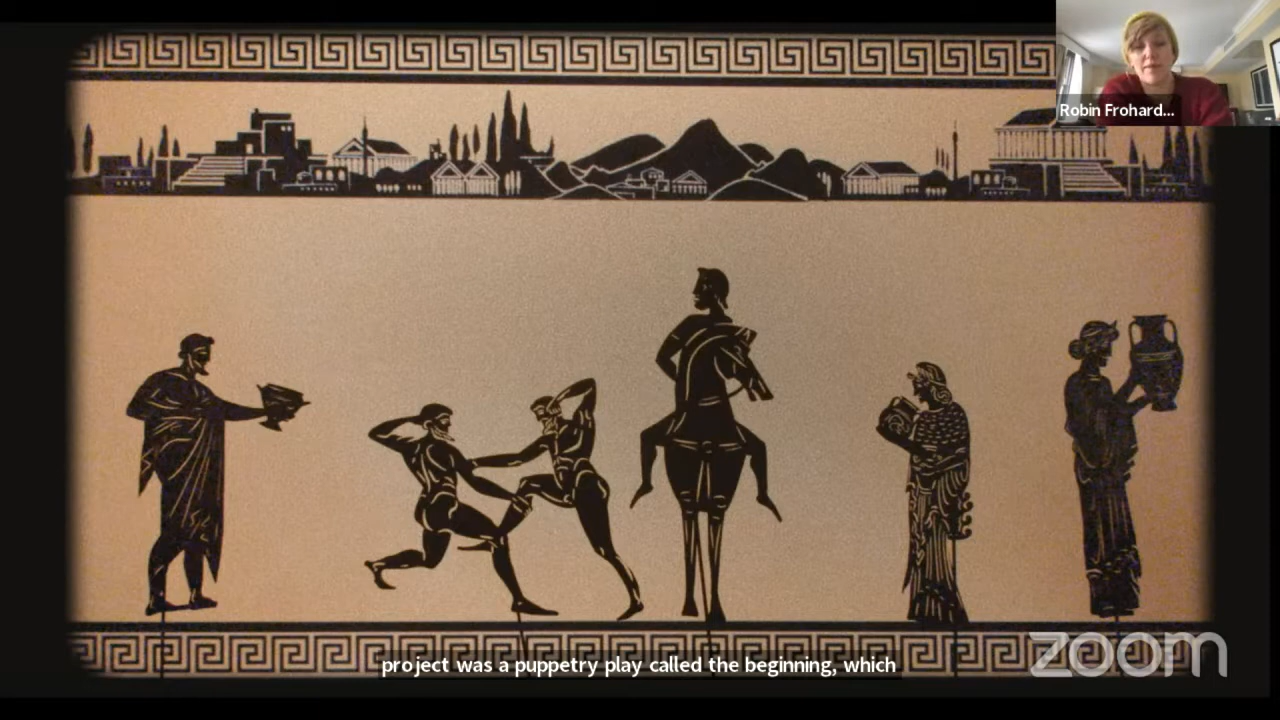 Robin Frohard...
project was a puppetry play called the beginning, which
zoom